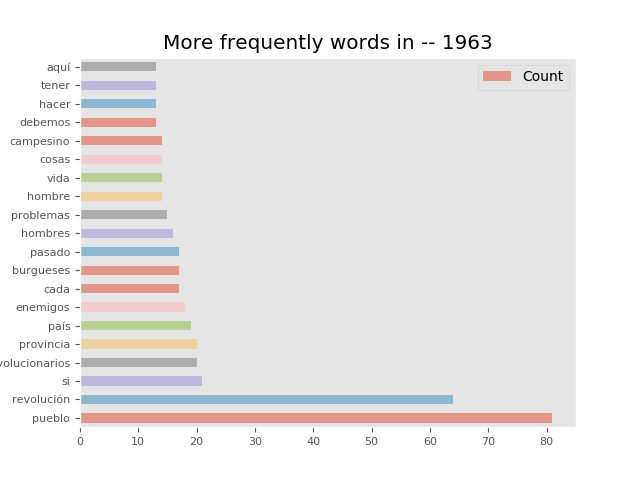 More frequently words in -- 1963
Count
aquí
tener
hacer
debemos
campesino
cosas
vida
hombre
problemas
hombres
pasado
burgueses
cada
enemigos
país
provincia
volucionarios
si
revolución
pueblo
0 10 20 30 40 50 60 70 80